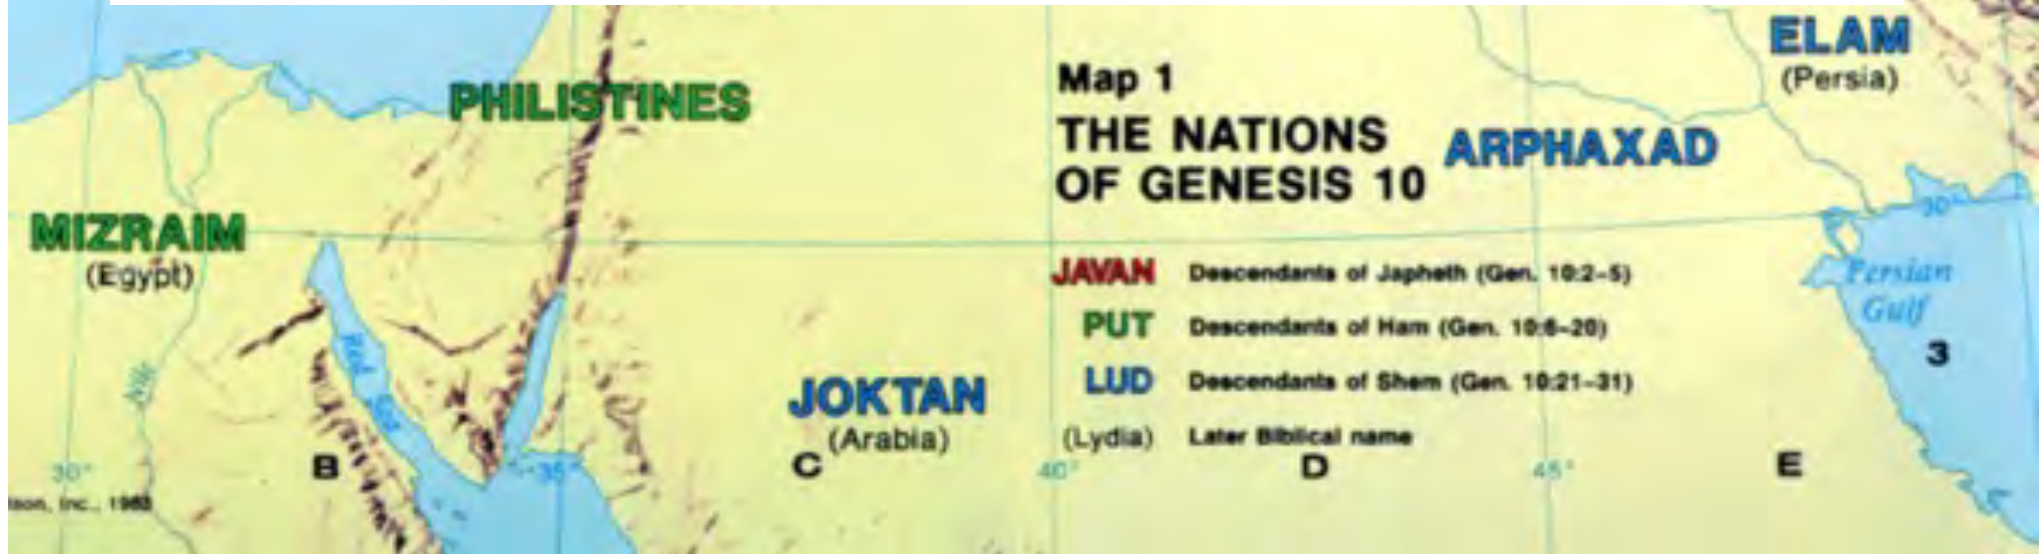 ELAM
(Persia)
Map 1
PHILISTINES
THE NATIONS
OF GENESIS 10
ARPHAXAD
MIZRAIM
(Egypt)
30°
Persian
Gulf
3
JAVAN Descendants of Japheth (Gen. 10:2-5)
PUT Descendants of Ham (Gen. 10:6-20)
LUD Descendants of Shem (Gen. 10:21-31)
(Lydia) Later Biblical name
Red Sea
Nile
JOKTAN
(Arabia)
30°
B
35°
C
40°
D
45°
E
Inc., 1983